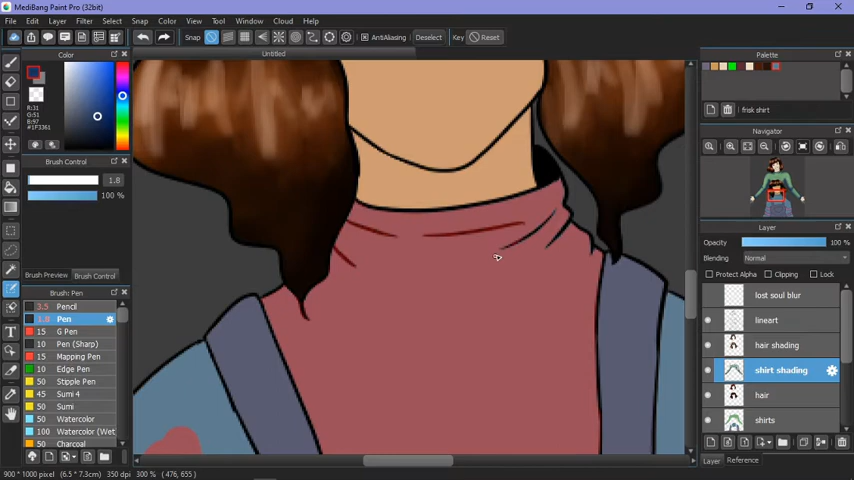 MediBang Paint Pro (32bit)
File Edit Layer Filter Select Snap Color View Tool Window Cloud Help
Snap AntiAliasing Deselect Key Reset
Untitled
Color
R:31
G:51
B:97
#1F3361
Brush Control
1.8
100 %
Brush Preview Brush Control
Brush: Pen
3.5 Pencil
1.8 Pen
15 G Pen
10 Pen (Sharp)
15 Mapping Pen
10 Edge Pen
50 Stipple Pen
45 Sumi 4
50 Sumi
50 Watercolor
100 Watercolor (Wet
50 Charcoal
900 * 1000 pixel (6.5 * 7.3cm) 350 dpi 300 % ( 476, 655 )
Palette
frisk shirt
Navigator
Layer
Opacity 100 %
Blending Normal
Protect Alpha Clipping Lock
lost soul blur
lineart
hair shading
shirt shading
hair
shirts
Layer Reference